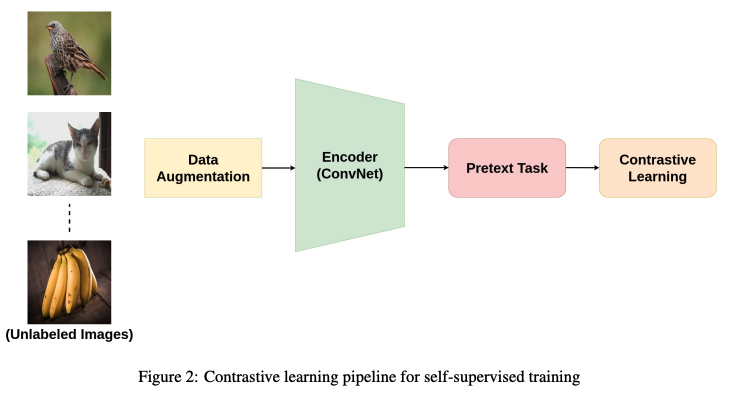 Data
Augmentation
Encoder
(ConvNet)
Pretext Task
Contrastive
Learning
(Unlabeled Images)
Figure 2: Contrastive learning pipeline for self-supervised training